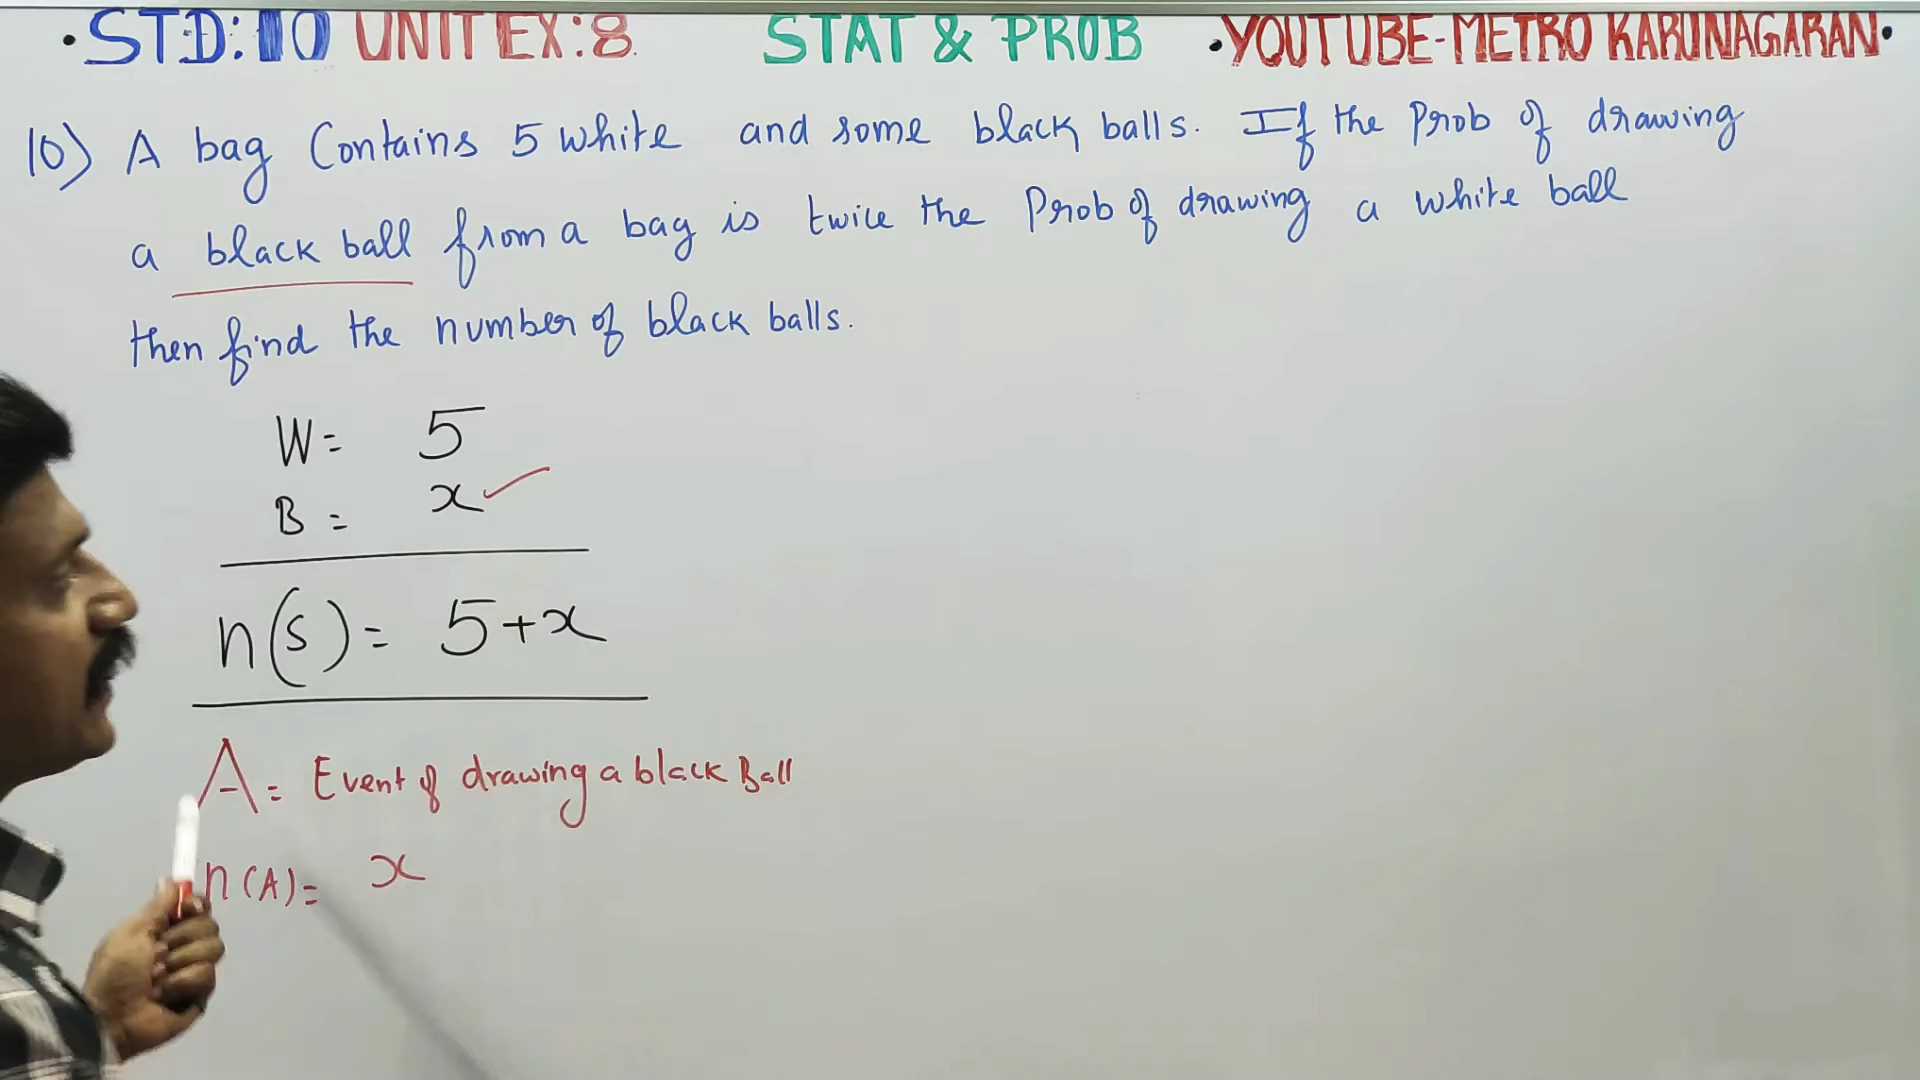 •STD:10 UNIT EX:8. STAT & PROB •YOUTUBE-METRO KARUNAGARAN•
10) A bag Contains 5 white and some black balls. If the Prob of drawing
a black ball from a bag is twice the Prob of drawing a white ball
then find the number of black balls.
W= 5
B= x ✓
n(s)= 5+x
A= Event of drawing a black Ball
n(A)= x